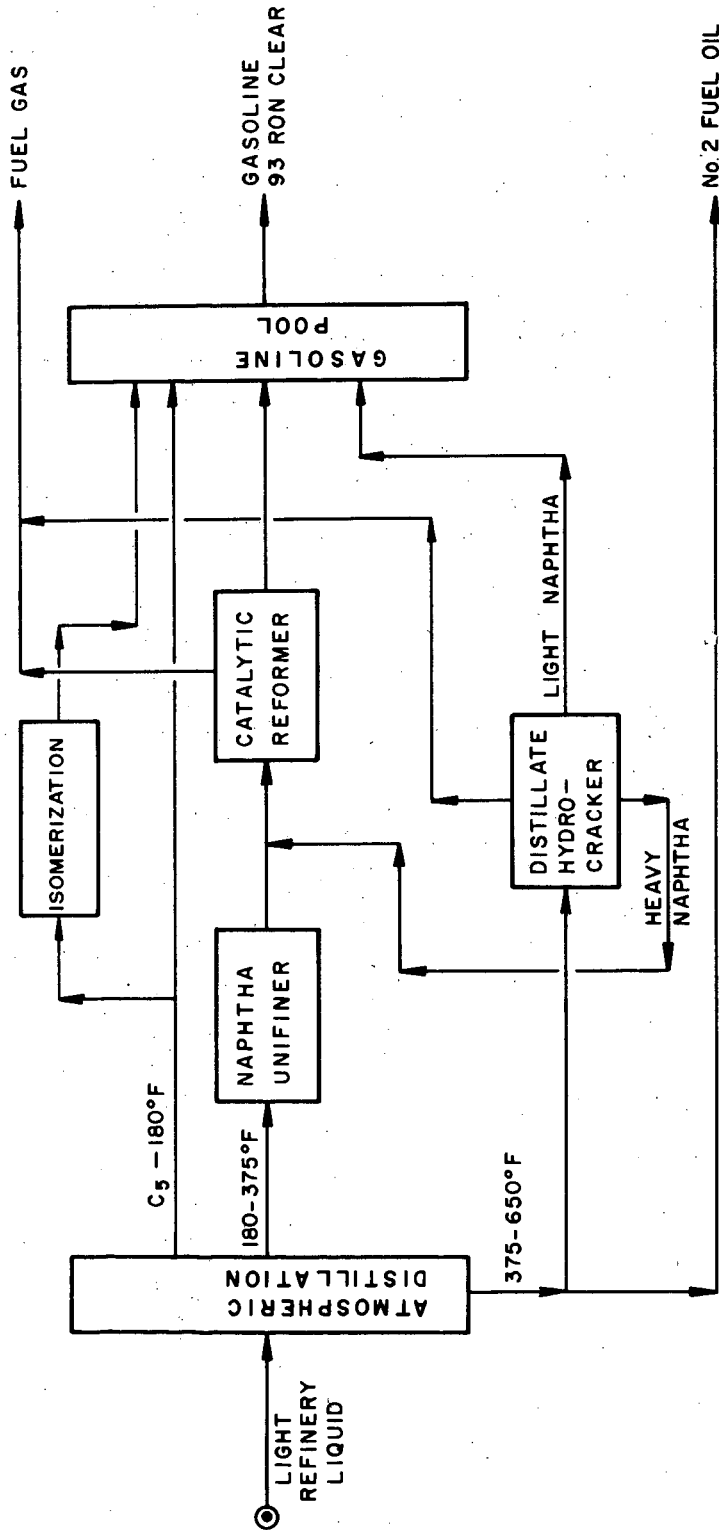 LIGHT
REFINERY
LIQUID
ATMOSPHERIC
DISTILLATION
C5 – 180°F
180-375°F
375-650°F
ISOMERIZATION
NAPHTHA
UNIFINER
CATALYTIC
REFORMER
DISTILLATE
HYDRO-
CRACKER
HEAVY
NAPHTHA
LIGHT NAPHTHA
GASOLINE
POOL
FUEL GAS
GASOLINE
93 RON CLEAR
No. 2 FUEL OIL